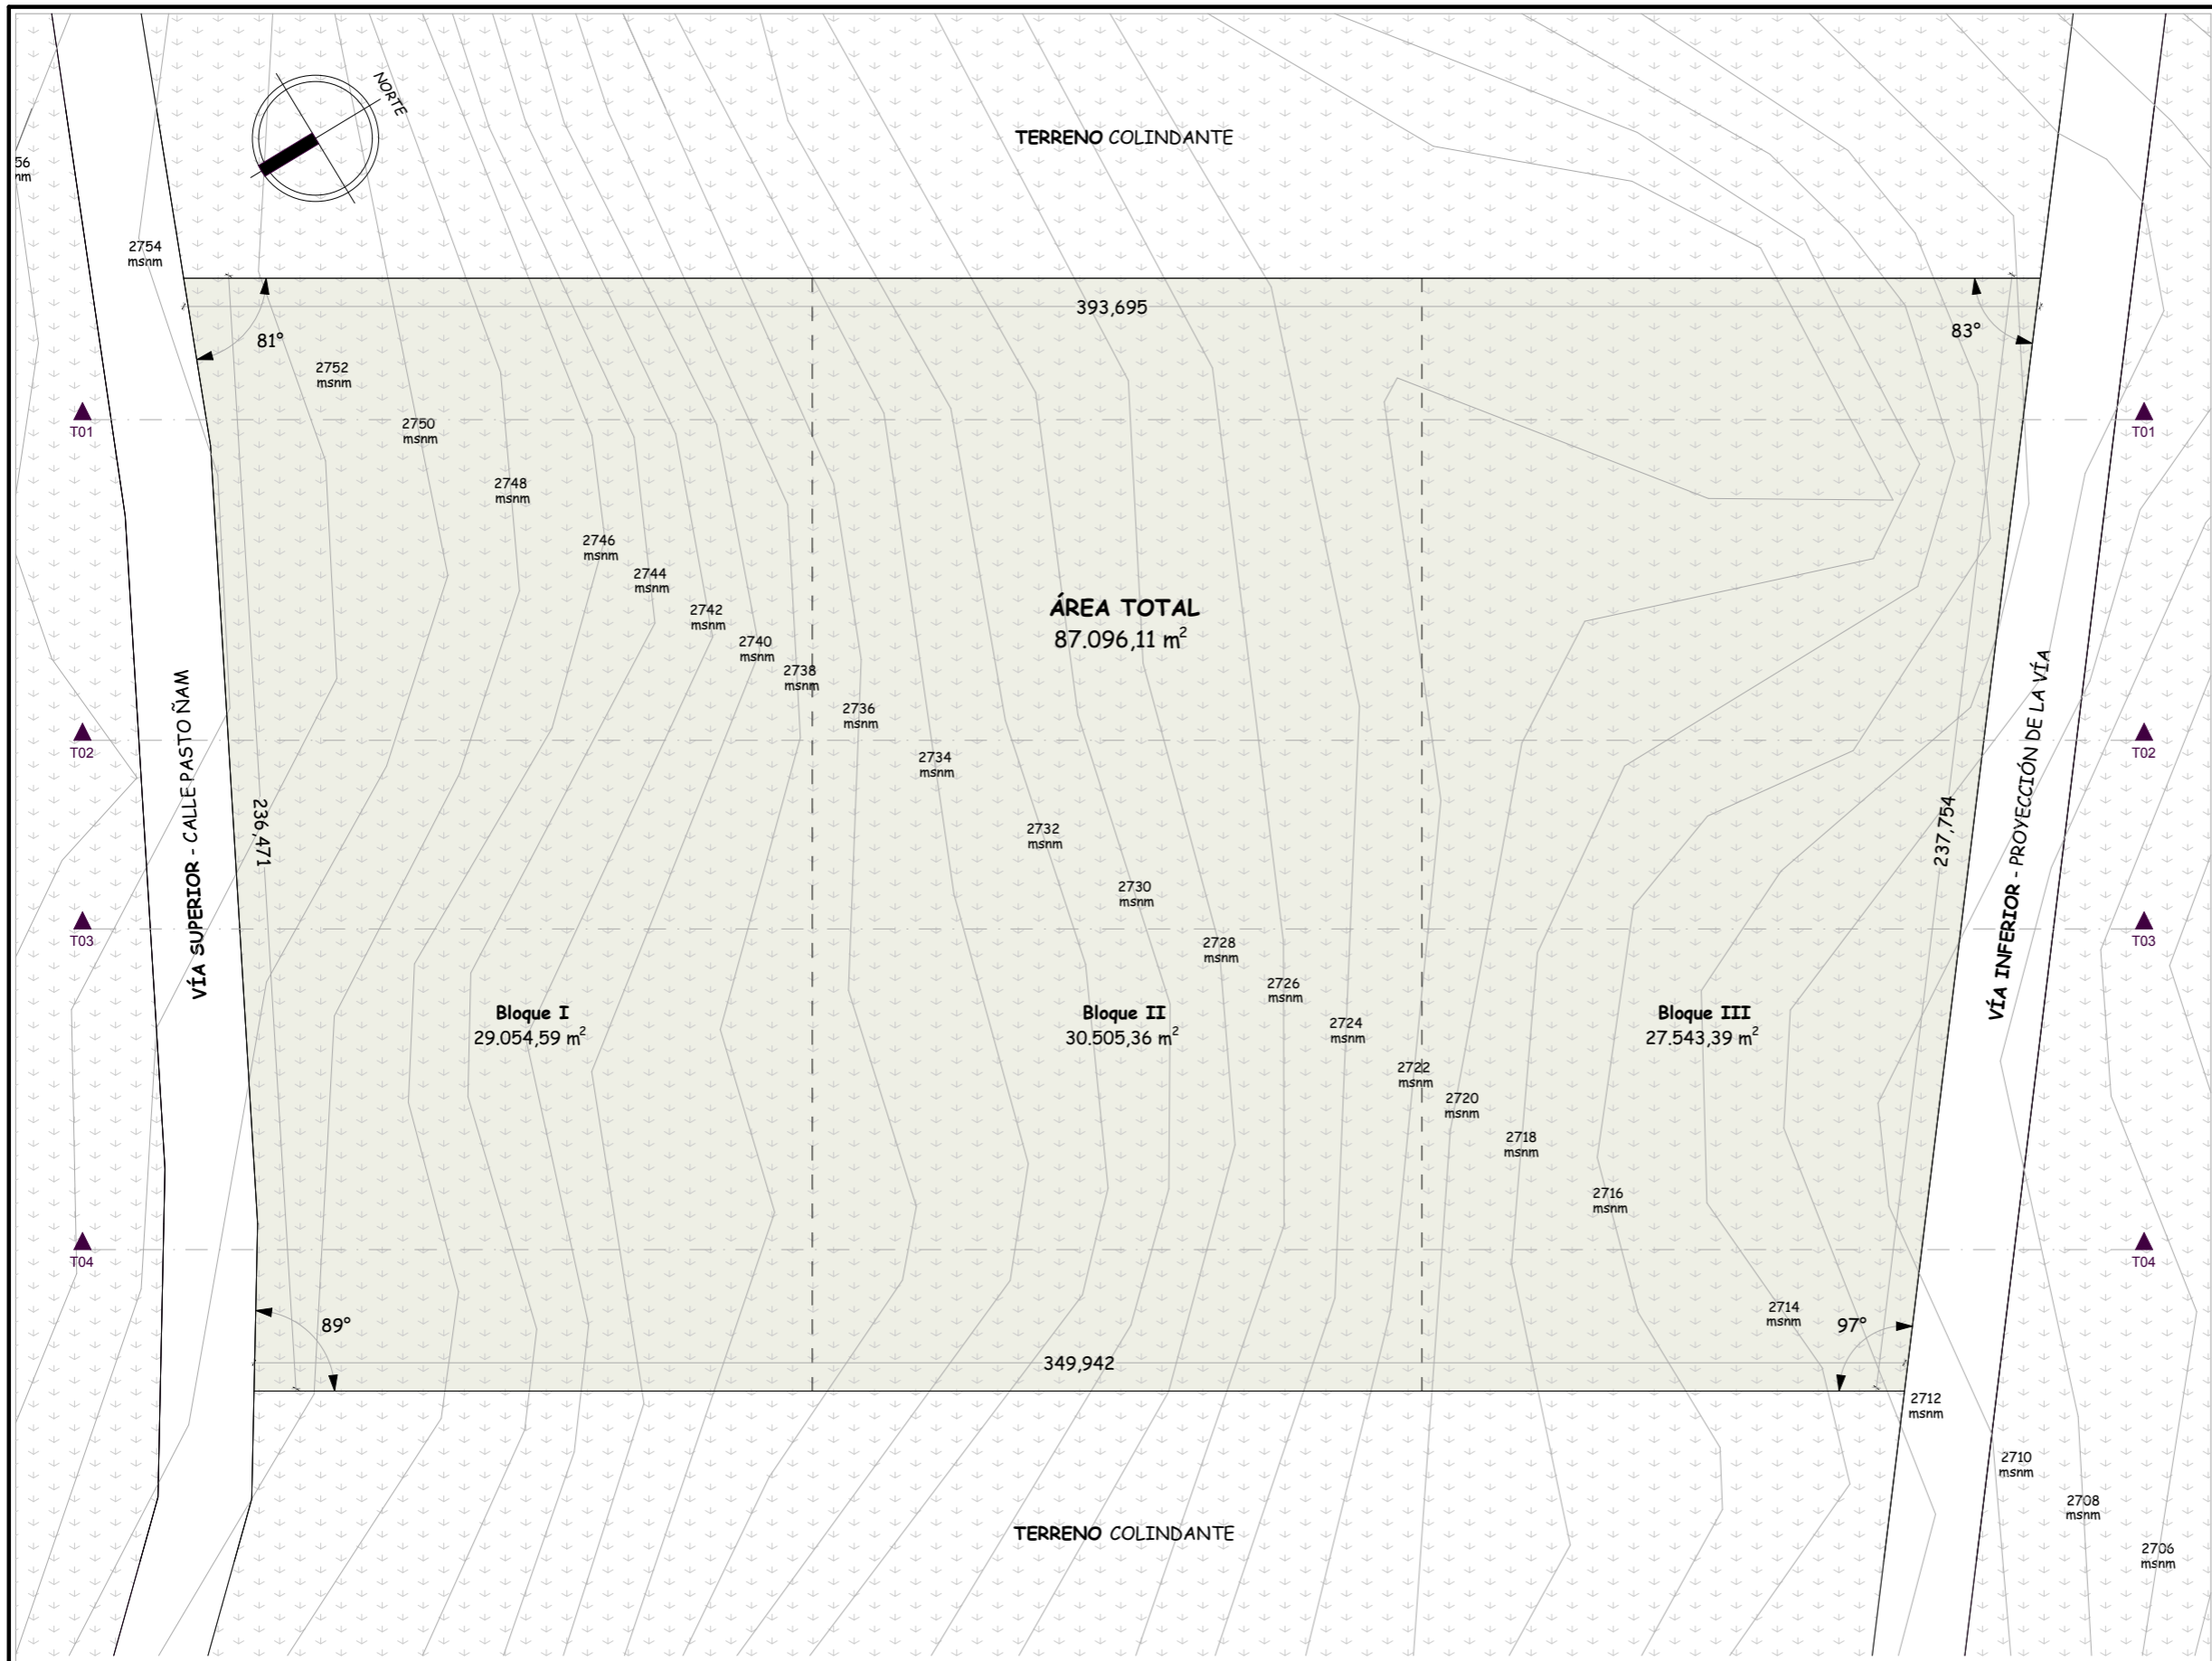 NORTE
TERRENO COLINDANTE
56
nm
2754
msnm
393,695
81°
83°
2752
msnm
T01
2750
msnm
T01
2748
msnm
2746
msnm
2744
msnm
2742
msnm
2740
msnm
2738
msnm
ÁREA TOTAL
87.096,11 m²
2736
msnm
T02
2734
msnm
T02
VÍA SUPERIOR - CALLE PASTO ÑAM
236,471
237,754
VÍA INFERIOR - PROYECCIÓN DE LA VÍA
2732
msnm
2730
msnm
T03
2728
msnm
T03
2726
msnm
Bloque I
29.054,59 m²
Bloque II
30.505,36 m²
2724
msnm
Bloque III
27.543,39 m²
2722
msnm
2720
msnm
2718
msnm
2716
msnm
T04
T04
2714
msnm
89°
97°
349,942
2712
msnm
2710
msnm
2708
msnm
TERRENO COLINDANTE
2706
msnm